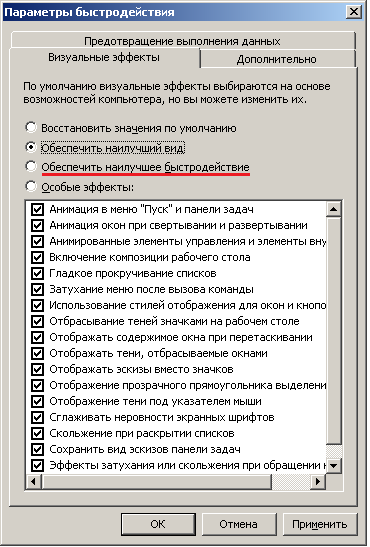 Параметры быстродействия
Предотвращение выполнения данных
Визуальные эффекты
Дополнительно
По умолчанию визуальные эффекты выбираются на основе
возможностей компьютера, но вы можете изменить их.
Восстановить значения по умолчанию
Обеспечить наилучший вид
Обеспечить наилучшее быстродействие
Особые эффекты:
Анимация в меню "Пуск" и панели задач
Анимация окон при свертывании и развертывании
Анимированные элементы управления и элементы вну
Включение композиции рабочего стола
Гладкое прокручивание списков
Затухание меню после вызова команды
Использование стилей отображения для окон и кнопо
Отбрасывание теней значками на рабочем столе
Отображать содержимое окна при перетаскивании
Отображать тени, отбрасываемые окнами
Отображать эскизы вместо значков
Отображение прозрачного прямоугольника выделени
Отображение тени под указателем мыши
Сглаживать неровности экранных шрифтов
Скольжение при раскрытии списков
Сохранить вид эскизов панели задач
Эффекты затухания или скольжения при обращении к
ОК
Отмена
Применить